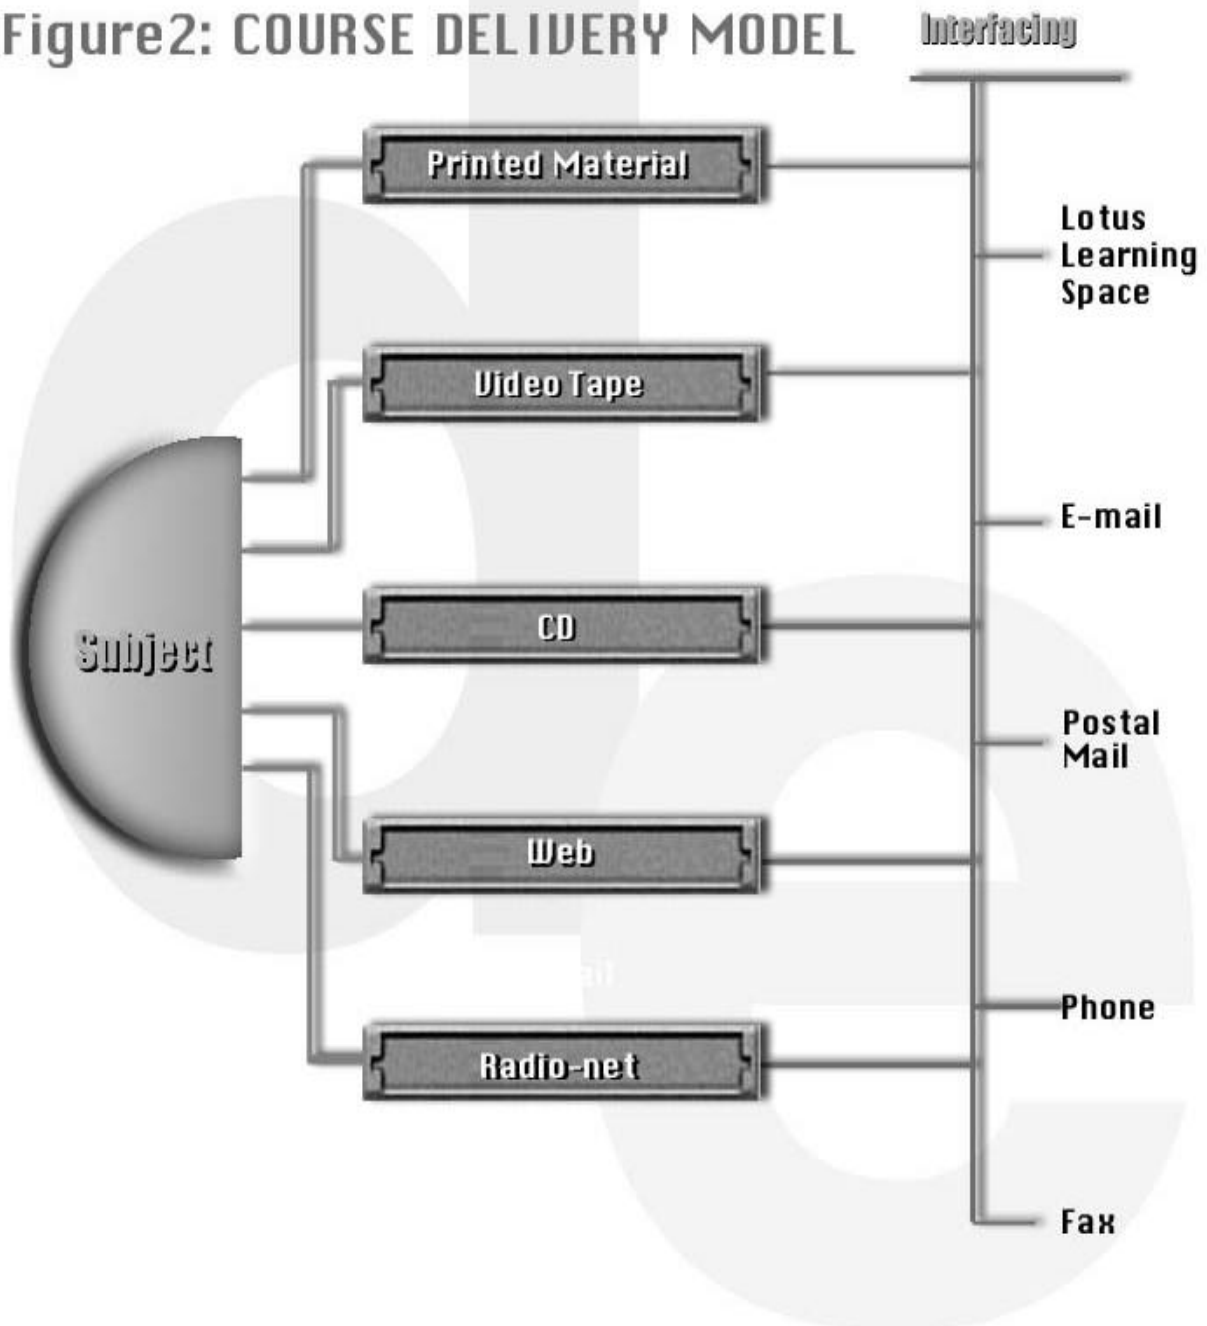 Figure2: COURSE DELIVERY MODEL
Interfacing
Printed Material
Lotus
Learning
Space
Video Tape
E-mail
Subject
CD
Postal
Mail
Web
Phone
Radio-net
Fax